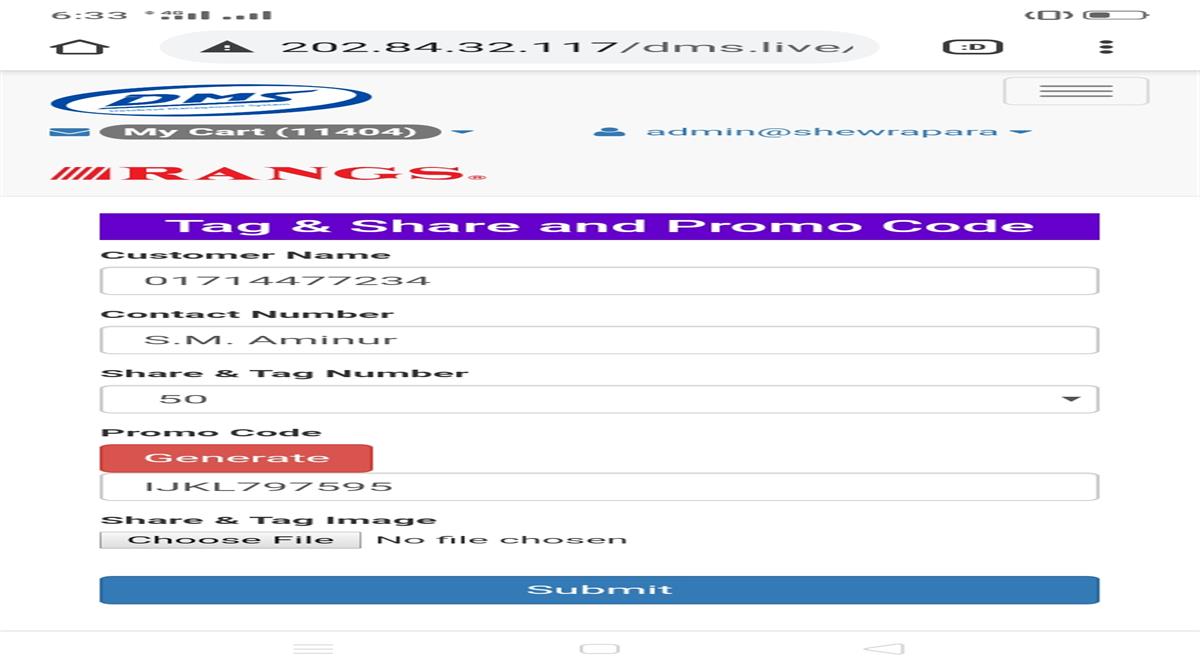 6:33 4G
202.84.32.117/dms.live/ :D
DMS
My Cart (11404) admin@shewrapara
RANGS®
Tag & Share and Promo Code
Customer Name
01714477234
Contact Number
S.M. Aminur
Share & Tag Number
50
Promo Code
Generate
IJKL797595
Share & Tag Image
Choose File No file chosen
Submit